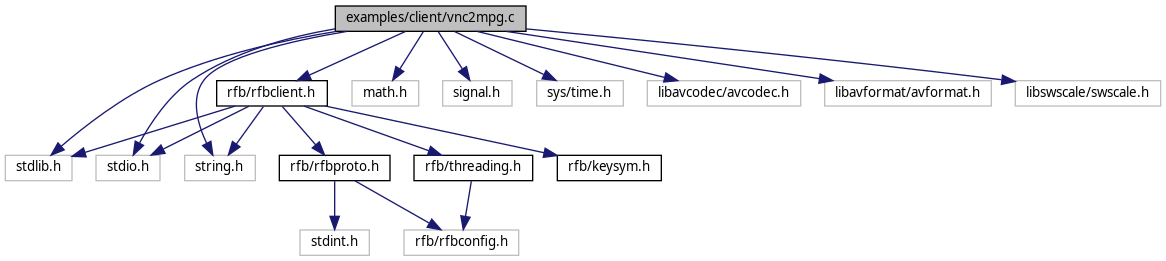 examples/client/vnc2mpg.c
rfb/rfbclient.h
math.h
signal.h
sys/time.h
libavcodec/avcodec.h
libavformat/avformat.h
libswscale/swscale.h
stdlib.h
stdio.h
string.h
rfb/rfbproto.h
rfb/threading.h
rfb/keysym.h
stdint.h
rfb/rfbconfig.h